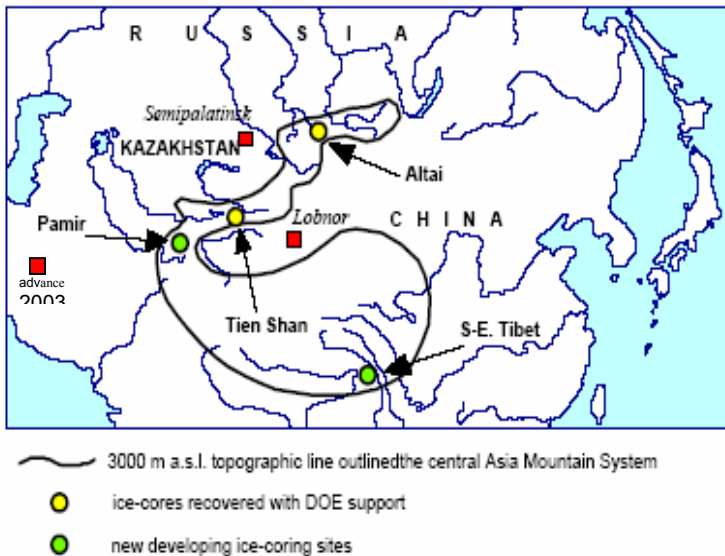 R U S S I A
Semipalatinsk
KAZAKHSTAN
Altai
Pamir
Lobnor
C H I N A
advance
2003
Tien Shan
S-E. Tibet
3000 m a.s.l. topographic line outlinedthe central Asia Mountain System
ice-cores recovered with DOE support
new developing ice-coring sites